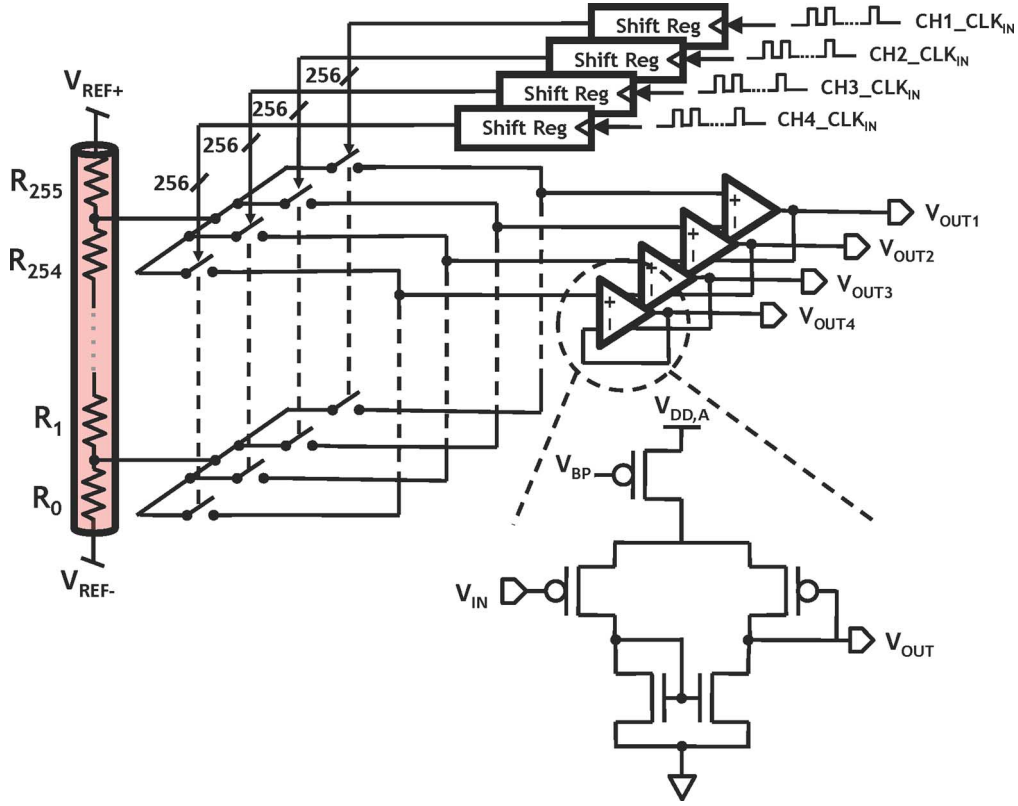 Shift Reg CH1_CLKIN
Shift Reg CH2_CLKIN
Shift Reg CH3_CLKIN
Shift Reg CH4_CLKIN
256
256
256
256
VREF+
R255
R254
R1
R0
VREF-
+
–
+
–
+
–
+
–
VOUT1
VOUT2
VOUT3
VOUT4
VDD,A
VBP
VIN
VOUT